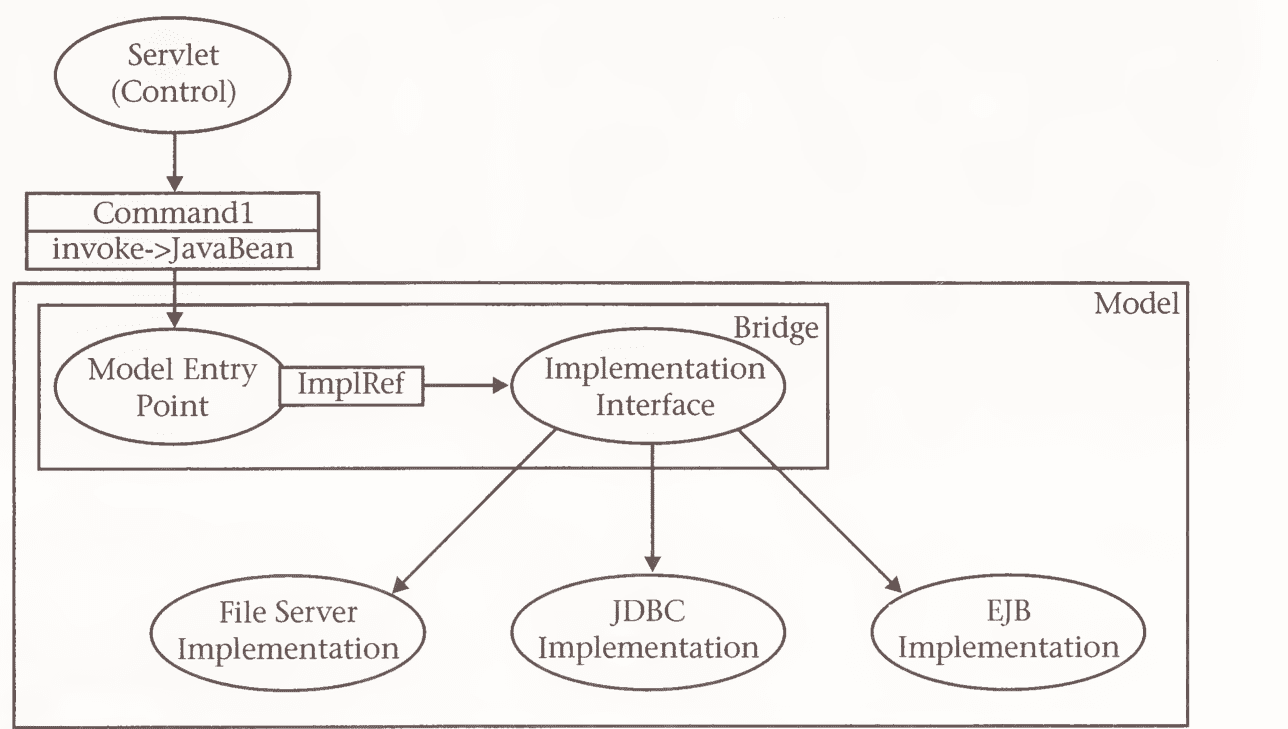 Servlet
(Control)
Command1
invoke->JavaBean
Model
Bridge
Model Entry
Point
ImplRef
Implementation
Interface
File Server
Implementation
JDBC
Implementation
EJB
Implementation